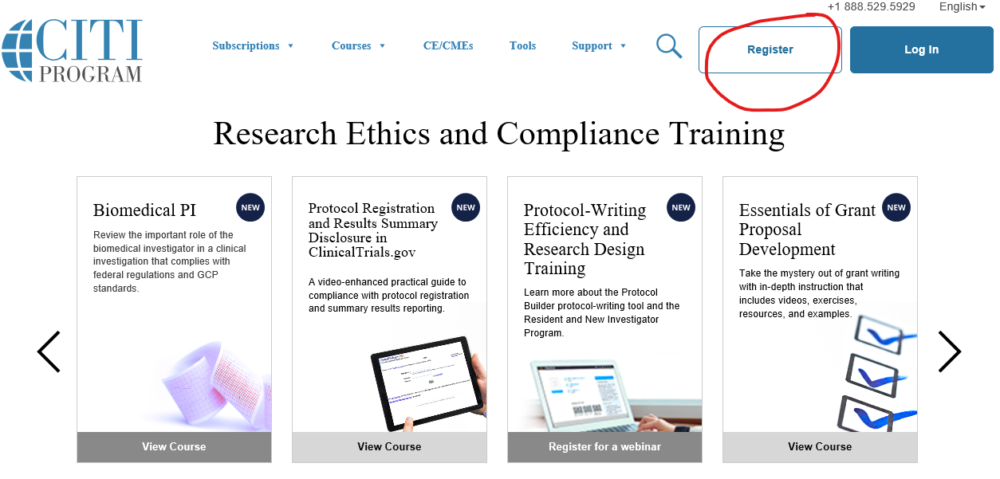 +1 888.529.5929 English
CITI
PROGRAM
Subscriptions Courses CE/CMEs Tools Support Register Log In
Research Ethics and Compliance Training
Biomedical PI
NEW
Review the important role of the
biomedical investigator in a clinical
investigation that complies with
federal regulations and GCP
standards.
View Course
Protocol Registration
and Results Summary
Disclosure in
ClinicalTrials.gov
NEW
A video-enhanced practical guide to
compliance with protocol registration
and summary results reporting.
View Course
Protocol-Writing
Efficiency and
Research Design
Training
NEW
Learn more about the Protocol
Builder protocol-writing tool and the
Resident and New Investigator
Program.
Register for a webinar
Essentials of Grant
Proposal
Development
NEW
Take the mystery out of grant writing
with in-depth instruction that
includes videos, exercises,
resources, and examples.
View Course